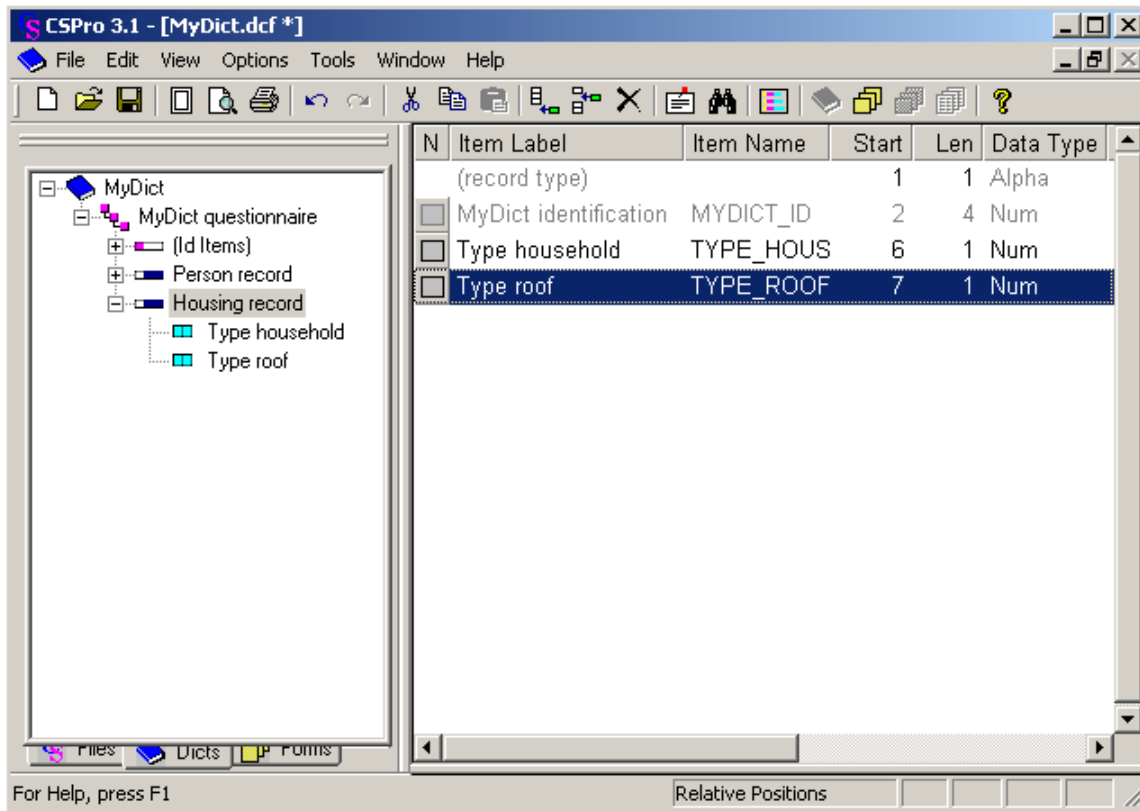 CSPro 3.1 - [MyDict.dcf *]
File Edit View Options Tools Window Help
N Item Label Item Name Start Len Data Type
(record type) 1 1 Alpha
MyDict identification MYDICT_ID 2 4 Num
Type household TYPE_HOUS 6 1 Num
Type roof TYPE_ROOF 7 1 Num
MyDict
MyDict questionnaire
(Id Items)
Person record
Housing record
Type household
Type roof
Files Dicts Forms
For Help, press F1 Relative Positions